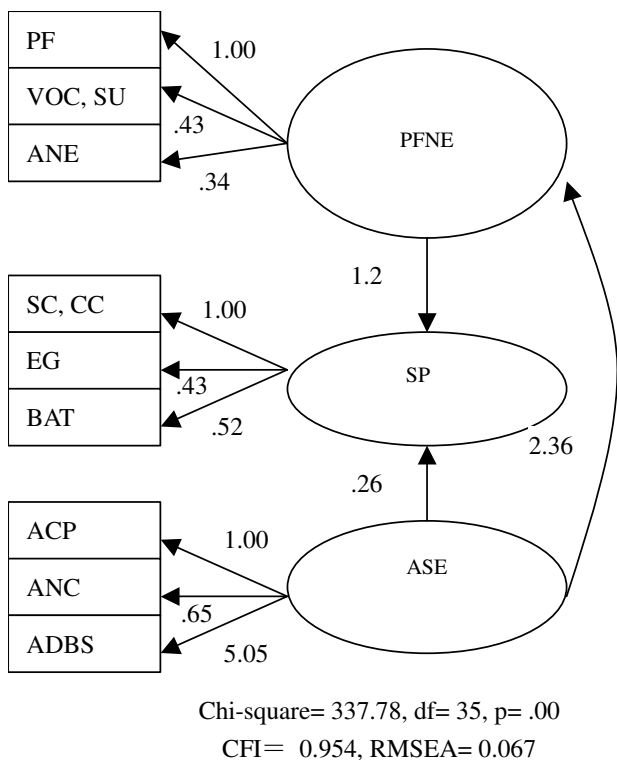 PF
1.00
VOC, SU
.43
ANE
.34
PFNE
1.2
SC, CC
1.00
EG
.43
BAT
.52
SP
2.36
.26
ACP
1.00
ANC
.65
ADBS
5.05
ASE
Chi-square= 337.78, df= 35, p= .00
CFI= 0.954, RMSEA= 0.067